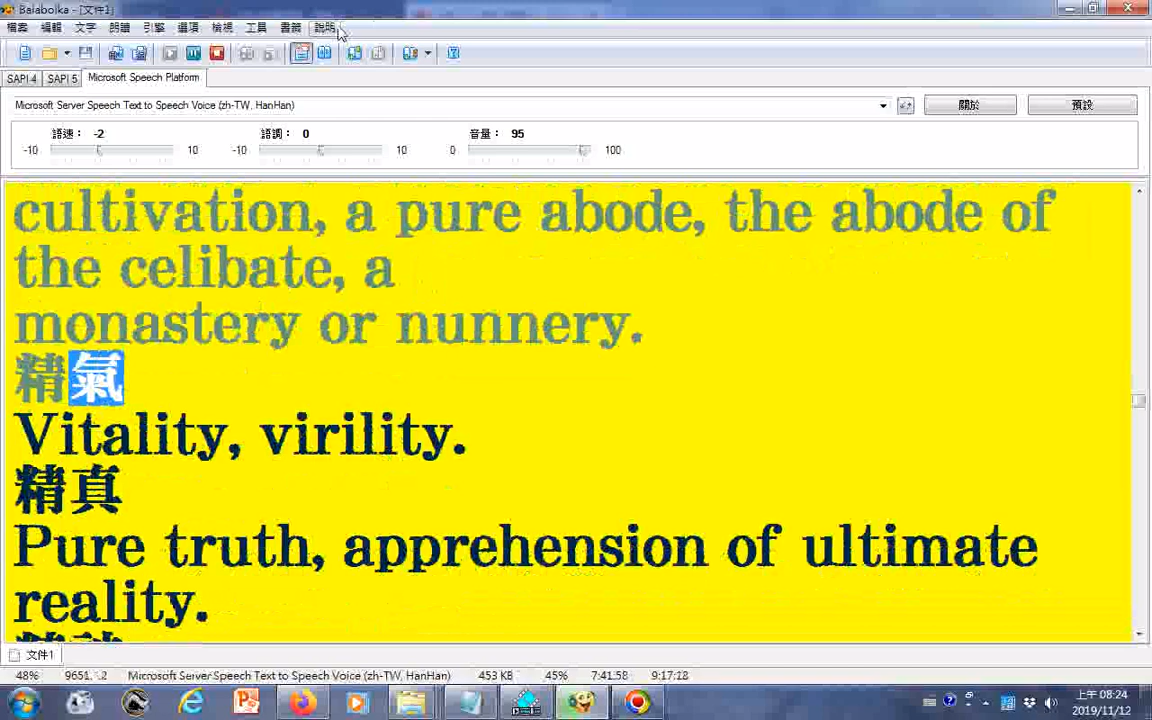 Balabolka - [文件1]
檔案 編輯 文字 朗讀 引擎 選項 檢視 工具 書籤 說明
SAPI 4 SAPI 5 Microsoft Speech Platform
Microsoft Server Speech Text to Speech Voice (zh-TW, HanHan) 關於 預設
語速: -2 語調: 0 音量: 95
-10 10 -10 10 0 100
cultivation, a pure abode, the abode of
the celibate, a
monastery or nunnery.
精氣
Vitality, virility.
精真
Pure truth, apprehension of ultimate
reality.
文件1
48% Microsoft Server Speech Text to Speech Voice (zh-TW, HanHan) 453 KB 45% 7:41:58 9:17:28
上午 08:24
2019/11/12